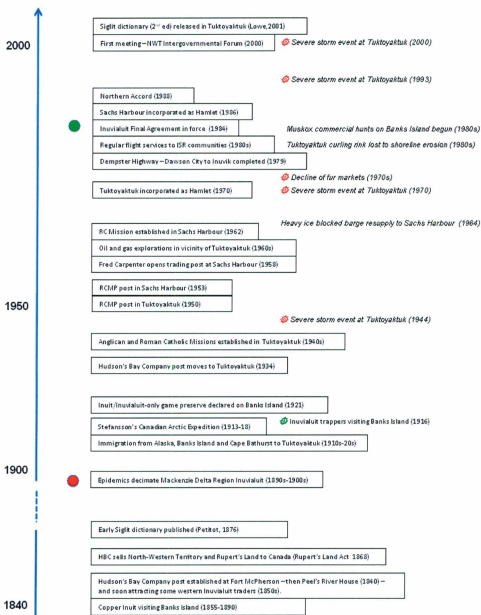 Siglit dictionary (2nd ed) released in Tuktoyaktuk (Lowe, 2001)
2000
First meeting – NWT Intergovernmental Forum (2000)
Severe storm event at Tuktoyaktuk (2000)
Severe storm event at Tuktoyaktuk (1993)
Northern Accord (1988)
Sachs Harbour incorporated as Hamlet (1986)
Inuvialuit Final Agreement in force (1984)
Muskox commercial hunts on Banks Island begun (1980s)
Regular flight services to ISR communities (1980s)
Tuktoyaktuk curling rink lost to shoreline erosion (1980s)
Dempster Highway – Dawson City to Inuvik completed (1979)
Decline of fur markets (1970s)
Tuktoyaktuk incorporated as Hamlet (1970)
Severe storm event at Tuktoyaktuk (1970)
Heavy ice blocked barge resupply to Sachs Harbour (1964)
RC Mission established in Sachs Harbour (1962)
Oil and gas explorations in vicinity of Tuktoyaktuk (1960s)
Fred Carpenter opens trading post at Sachs Harbour (1958)
RCMP post in Sachs Harbour (1953)
1950
RCMP post in Tuktoyaktuk (1950)
Severe storm event at Tuktoyaktuk (1944)
Anglican and Roman Catholic Missions established in Tuktoyaktuk (1940s)
Hudson's Bay Company post moves to Tuktoyaktuk (1934)
Inuit/Inuvialuit-only game preserve declared on Banks Island (1921)
Stefansson's Canadian Arctic Expedition (1913-18)
Inuvialuit trappers visiting Banks Island (1916)
Immigration from Alaska, Banks Island and Cape Bathurst to Tuktoyaktuk (1910s-20s)
1900
Epidemics decimate Mackenzie Delta Region Inuvialuit (1890s-1900s)
Early Siglit dictionary published (Petitot, 1876)
HBC sells North-Western Territory and Rupert's Land to Canada (Rupert's Land Act 1868)
Hudson's Bay Company post established at Fort McPherson – then Peel's River House (1840) –
and soon attracting some western Inuvialuit traders (1850s).
1840
Copper Inuit visiting Banks Island (1855-1890)